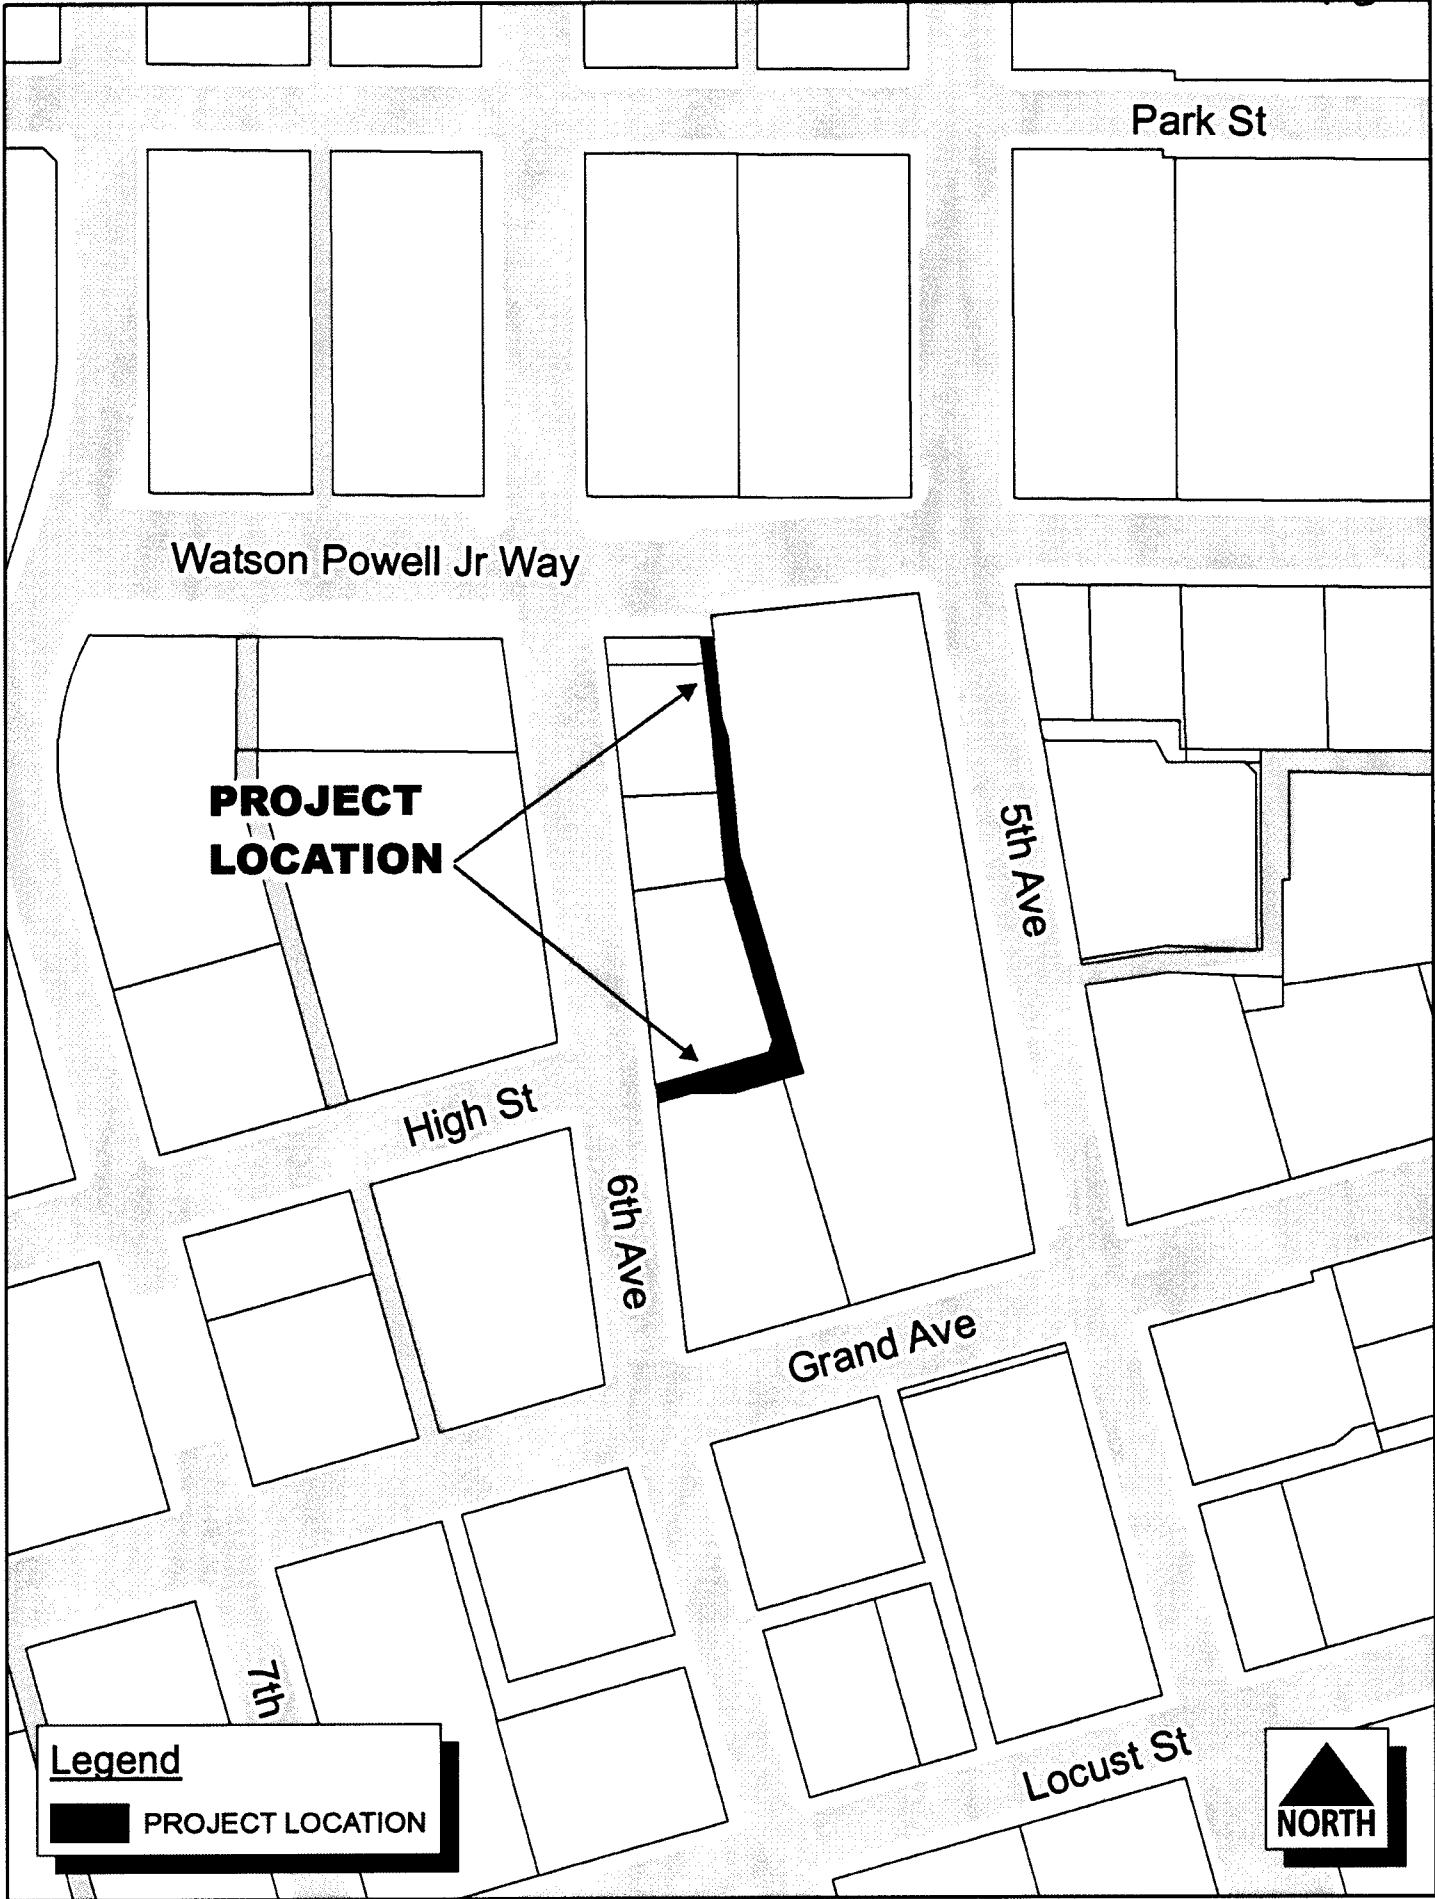 Park St
Watson Powell Jr Way
PROJECT
LOCATION
5th Ave
High St
6th Ave
Grand Ave
7th
Locust St
Legend
PROJECT LOCATION
NORTH